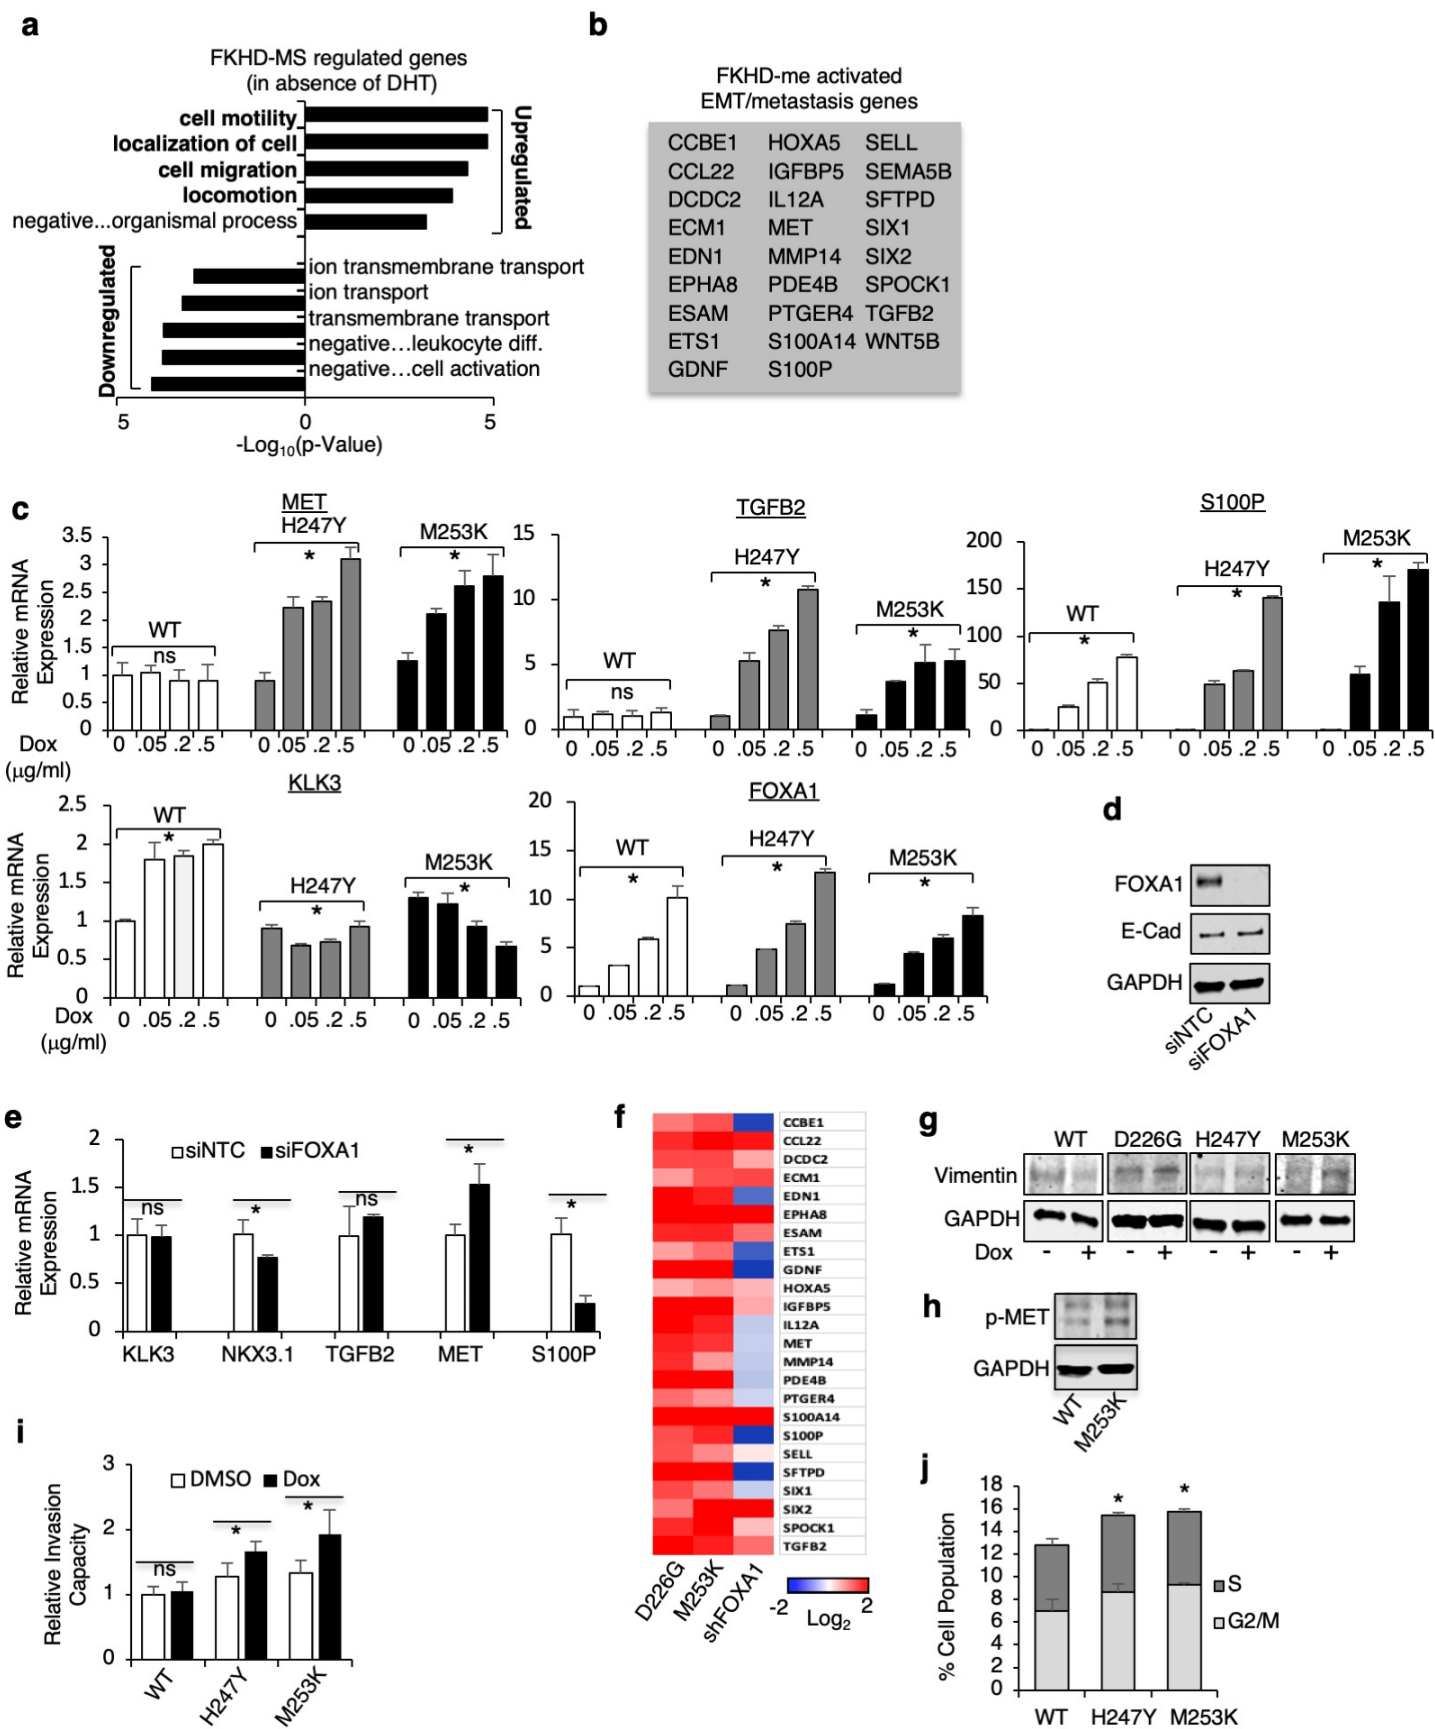 a
FKHD-MS regulated genes
(in absence of DHT)
cell motility
localization of cell
cell migration
locomotion
negative...organismal process
Upregulated
Downregulated
ion transmembrane transport
ion transport
transmembrane transport
negative...leukocyte diff.
negative...cell activation
5 0 5
-Log10(p-Value)
b
FKHD-me activated
EMT/metastasis genes
CCBE1 HOXA5 SELL
CCL22 IGFBP5 SEMA5B
DCDC2 IL12A SFTPD
ECM1 MET SIX1
EDN1 MMP14 SIX2
EPHA8 PDE4B SPOCK1
ESAM PTGER4 TGFB2
ETS1 S100A14 WNT5B
GDNF S100P
c
MET
Relative mRNA
Expression
3.5
3
2.5
2
1.5
1
0.5
0
WT
ns
H247Y
*
M253K
*
Dox
(μg/ml)
0 .05 .2 .5 0 .05 .2 .5 0 .05 .2 .5
TGFB2
15
10
5
0
WT
ns
H247Y
*
M253K
*
0 .05 .2 .5 0 .05 .2 .5 0 .05 .2 .5
S100P
200
150
100
50
0
WT
*
H247Y
*
M253K
*
0 .05 .2 .5 0 .05 .2 .5 0 .05 .2 .5
KLK3
Relative mRNA
Expression
2.5
2
1.5
1
0.5
0
WT
*
H247Y
*
M253K
*
Dox
(μg/ml)
0 .05 .2 .5 0 .05 .2 .5 0 .05 .2 .5
FOXA1
20
15
10
5
0
WT
*
H247Y
*
M253K
*
0 .05 .2 .5 0 .05 .2 .5 0 .05 .2 .5
d
FOXA1
E-Cad
GAPDH
siNTC
siFOXA1
e
Relative mRNA
Expression
2
1.5
1
0.5
0
siNTC siFOXA1
ns
*
ns
*
*
KLK3 NKX3.1 TGFB2 MET S100P
f
CCBE1
CCL22
DCDC2
ECM1
EDN1
EPHA8
ESAM
ETS1
GDNF
HOXA5
IGFBP5
IL12A
MET
MMP14
PDE4B
PTGER4
S100A14
S100P
SELL
SFTPD
SIX1
SIX2
SPOCK1
TGFB2
D226G
M253K
shFOXA1
-2 2
Log2
g
WT D226G H247Y M253K
Vimentin
GAPDH
Dox - + - + - + - +
h
p-MET
GAPDH
WT
M253K
i
Relative Invasion
Capacity
3
2
1
0
DMSO Dox
ns
*
*
WT
H247Y
M253K
j
% Cell Population
18
16
14
12
10
8
6
4
2
0
*
*
S
G2/M
WT H247Y M253K